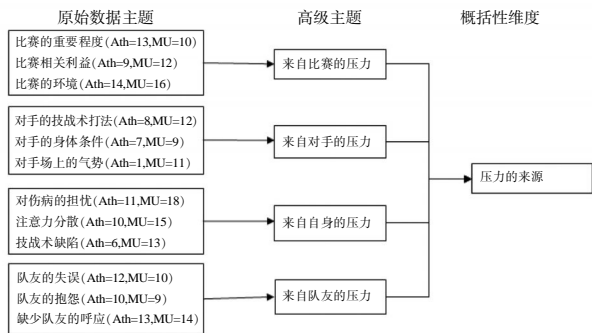 原始数据主题
高级主题
概括性维度
比赛的重要程度(Ath=13,MU=10)
比赛相关利益(Ath=9,MU=12)
比赛的环境(Ath=14,MU=16)
来自比赛的压力
对手的技战术打法(Ath=8,MU=12)
对手的身体条件(Ath=7,MU=9)
对手场上的气势(Ath=1,MU=11)
来自对手的压力
压力的来源
对伤病的担忧(Ath=11,MU=18)
注意力分散(Ath=10,MU=15)
技战术缺陷(Ath=6,MU=13)
来自自身的压力
队友的失误(Ath=12,MU=10)
队友的抱怨(Ath=10,MU=9)
缺少队友的呼应(Ath=13,MU=14)
来自队友的压力